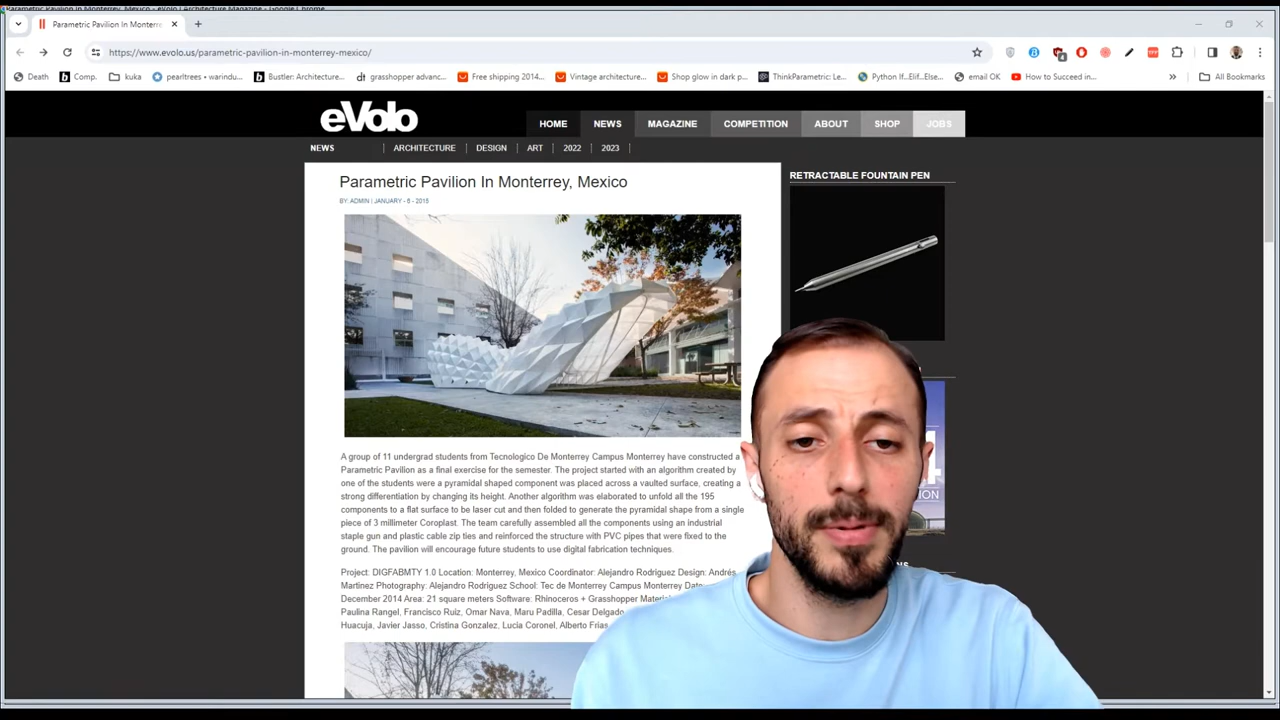 Parametric Pavilion In Monterrey, Mexico - eVolo | Architecture Magazine - Google Chrome
Parametric Pavilion In Monterre
https://www.evolo.us/parametric-pavilion-in-monterrey-mexico/
Death Comp. kuka pearltrees • warindu... Bustler: Architecture... grasshopper advanc... Free shipping 2014... Vintage architectur... Shop glow in dark p... ThinkParametric: Le... Python If...Elif...Else... email OK How to Succeed in... » All Bookmarks
eVolo
HOME NEWS MAGAZINE COMPETITION ABOUT SHOP JOBS
NEWS ARCHITECTURE DESIGN ART 2022 2023
Parametric Pavilion In Monterrey, Mexico
BY: ADMIN | JANUARY - 6 - 2015
RETRACTABLE FOUNTAIN PEN
A group of 11 undergrad students from Tecnologico De Monterrey Campus Monterrey have constructed a
Parametric Pavilion as a final exercise for the semester. The project started with an algorithm created by
one of the students were a pyramidal shaped component was placed across a vaulted surface, creating a
strong differentiation by changing its height. Another algorithm was elaborated to unfold all the 195
components to a flat surface to be laser cut and then folded to generate the pyramidal shape from a single
piece of 3 millimeter Coroplast. The team carefully assembled all the components using an industrial
staple gun and plastic cable zip ties and reinforced the structure with PVC pipes that were fixed to the
ground. The pavilion will encourage future students to use digital fabrication techniques.
Project: DIGFABMTY 1.0 Location: Monterrey, Mexico Coordinator: Alejandro Rodriguez Design: Andrés
Martinez Photography: Alejandro Rodriguez School: Tec de Monterrey Campus Monterrey Date:
December 2014 Area: 21 square meters Software: Rhinoceros + Grasshopper
Paulina Rangel, Francisco Ruiz, Omar Nava, Maru Padilla, Cesar Delgado
Huacuja, Javier Jasso, Cristina Gonzalez, Lucia Coronel, Alberto Frias